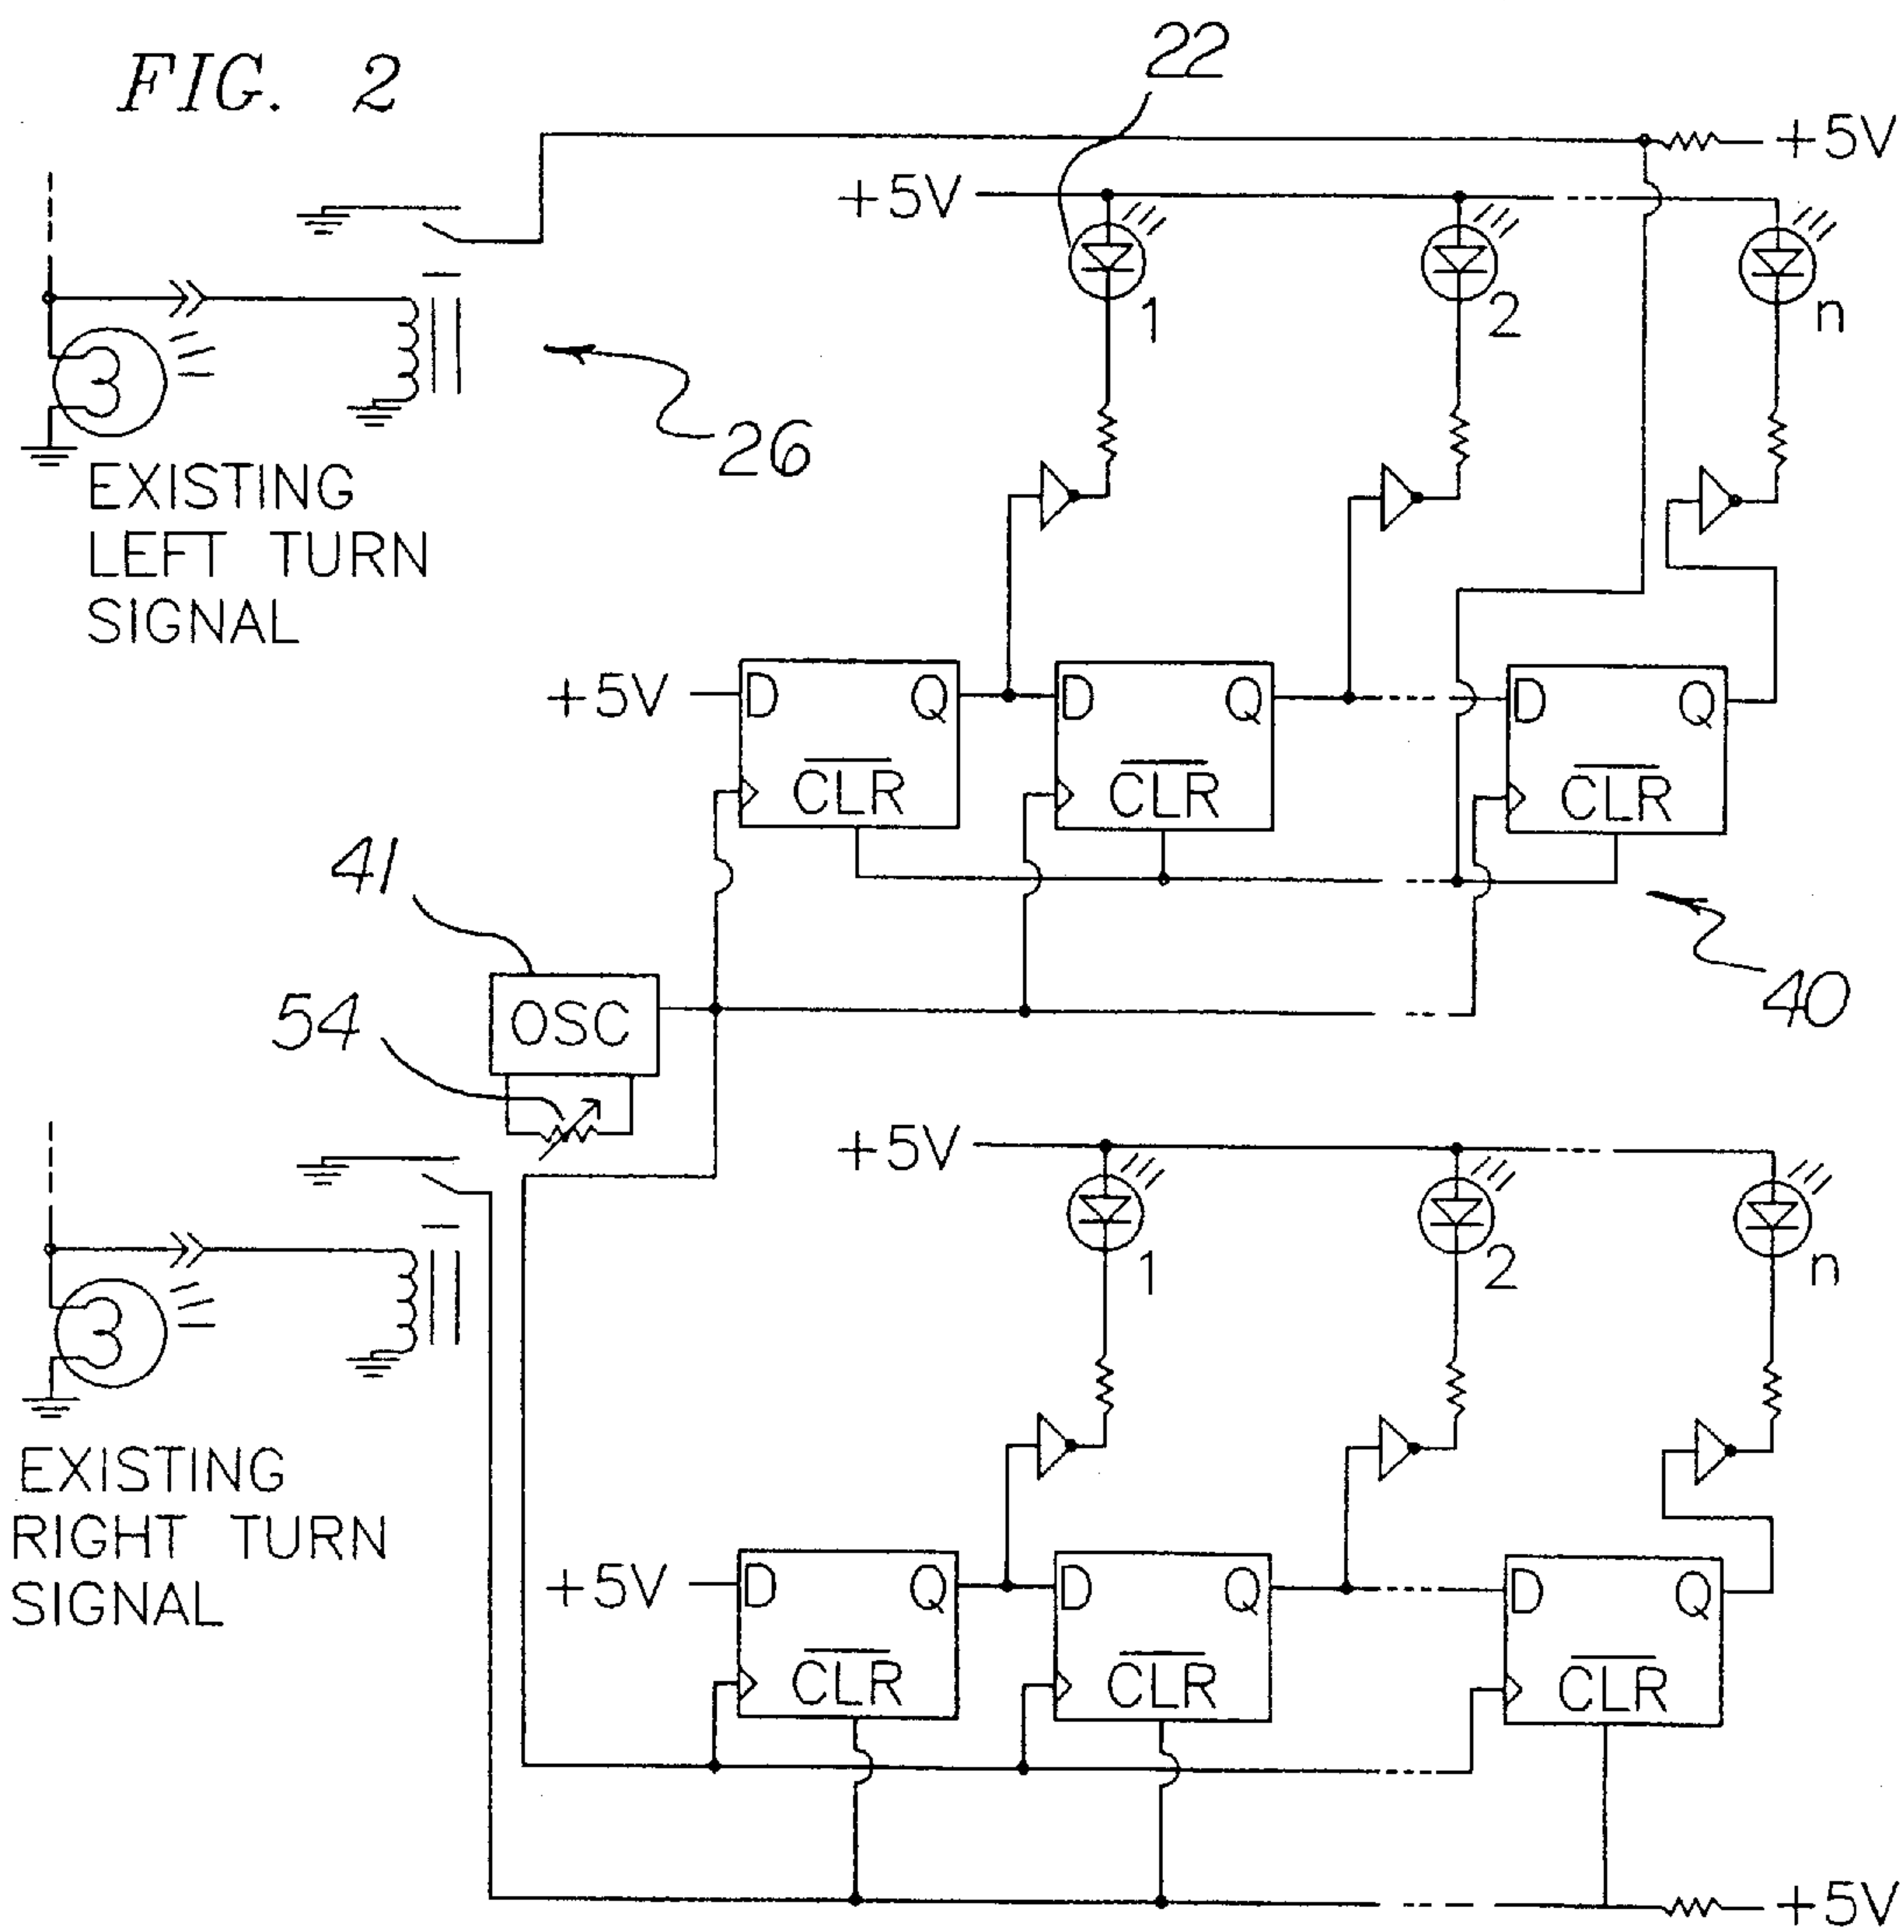 FIG. 2
22
+5V
+5V
1
2
n
26
EXISTING
LEFT TURN
SIGNAL
+5V
D Q
CLR
D Q
CLR
D Q
CLR
41
OSC
40
54
+5V
1
2
n
EXISTING
RIGHT TURN
SIGNAL
+5V
D Q
CLR
D Q
CLR
D Q
CLR
+5V